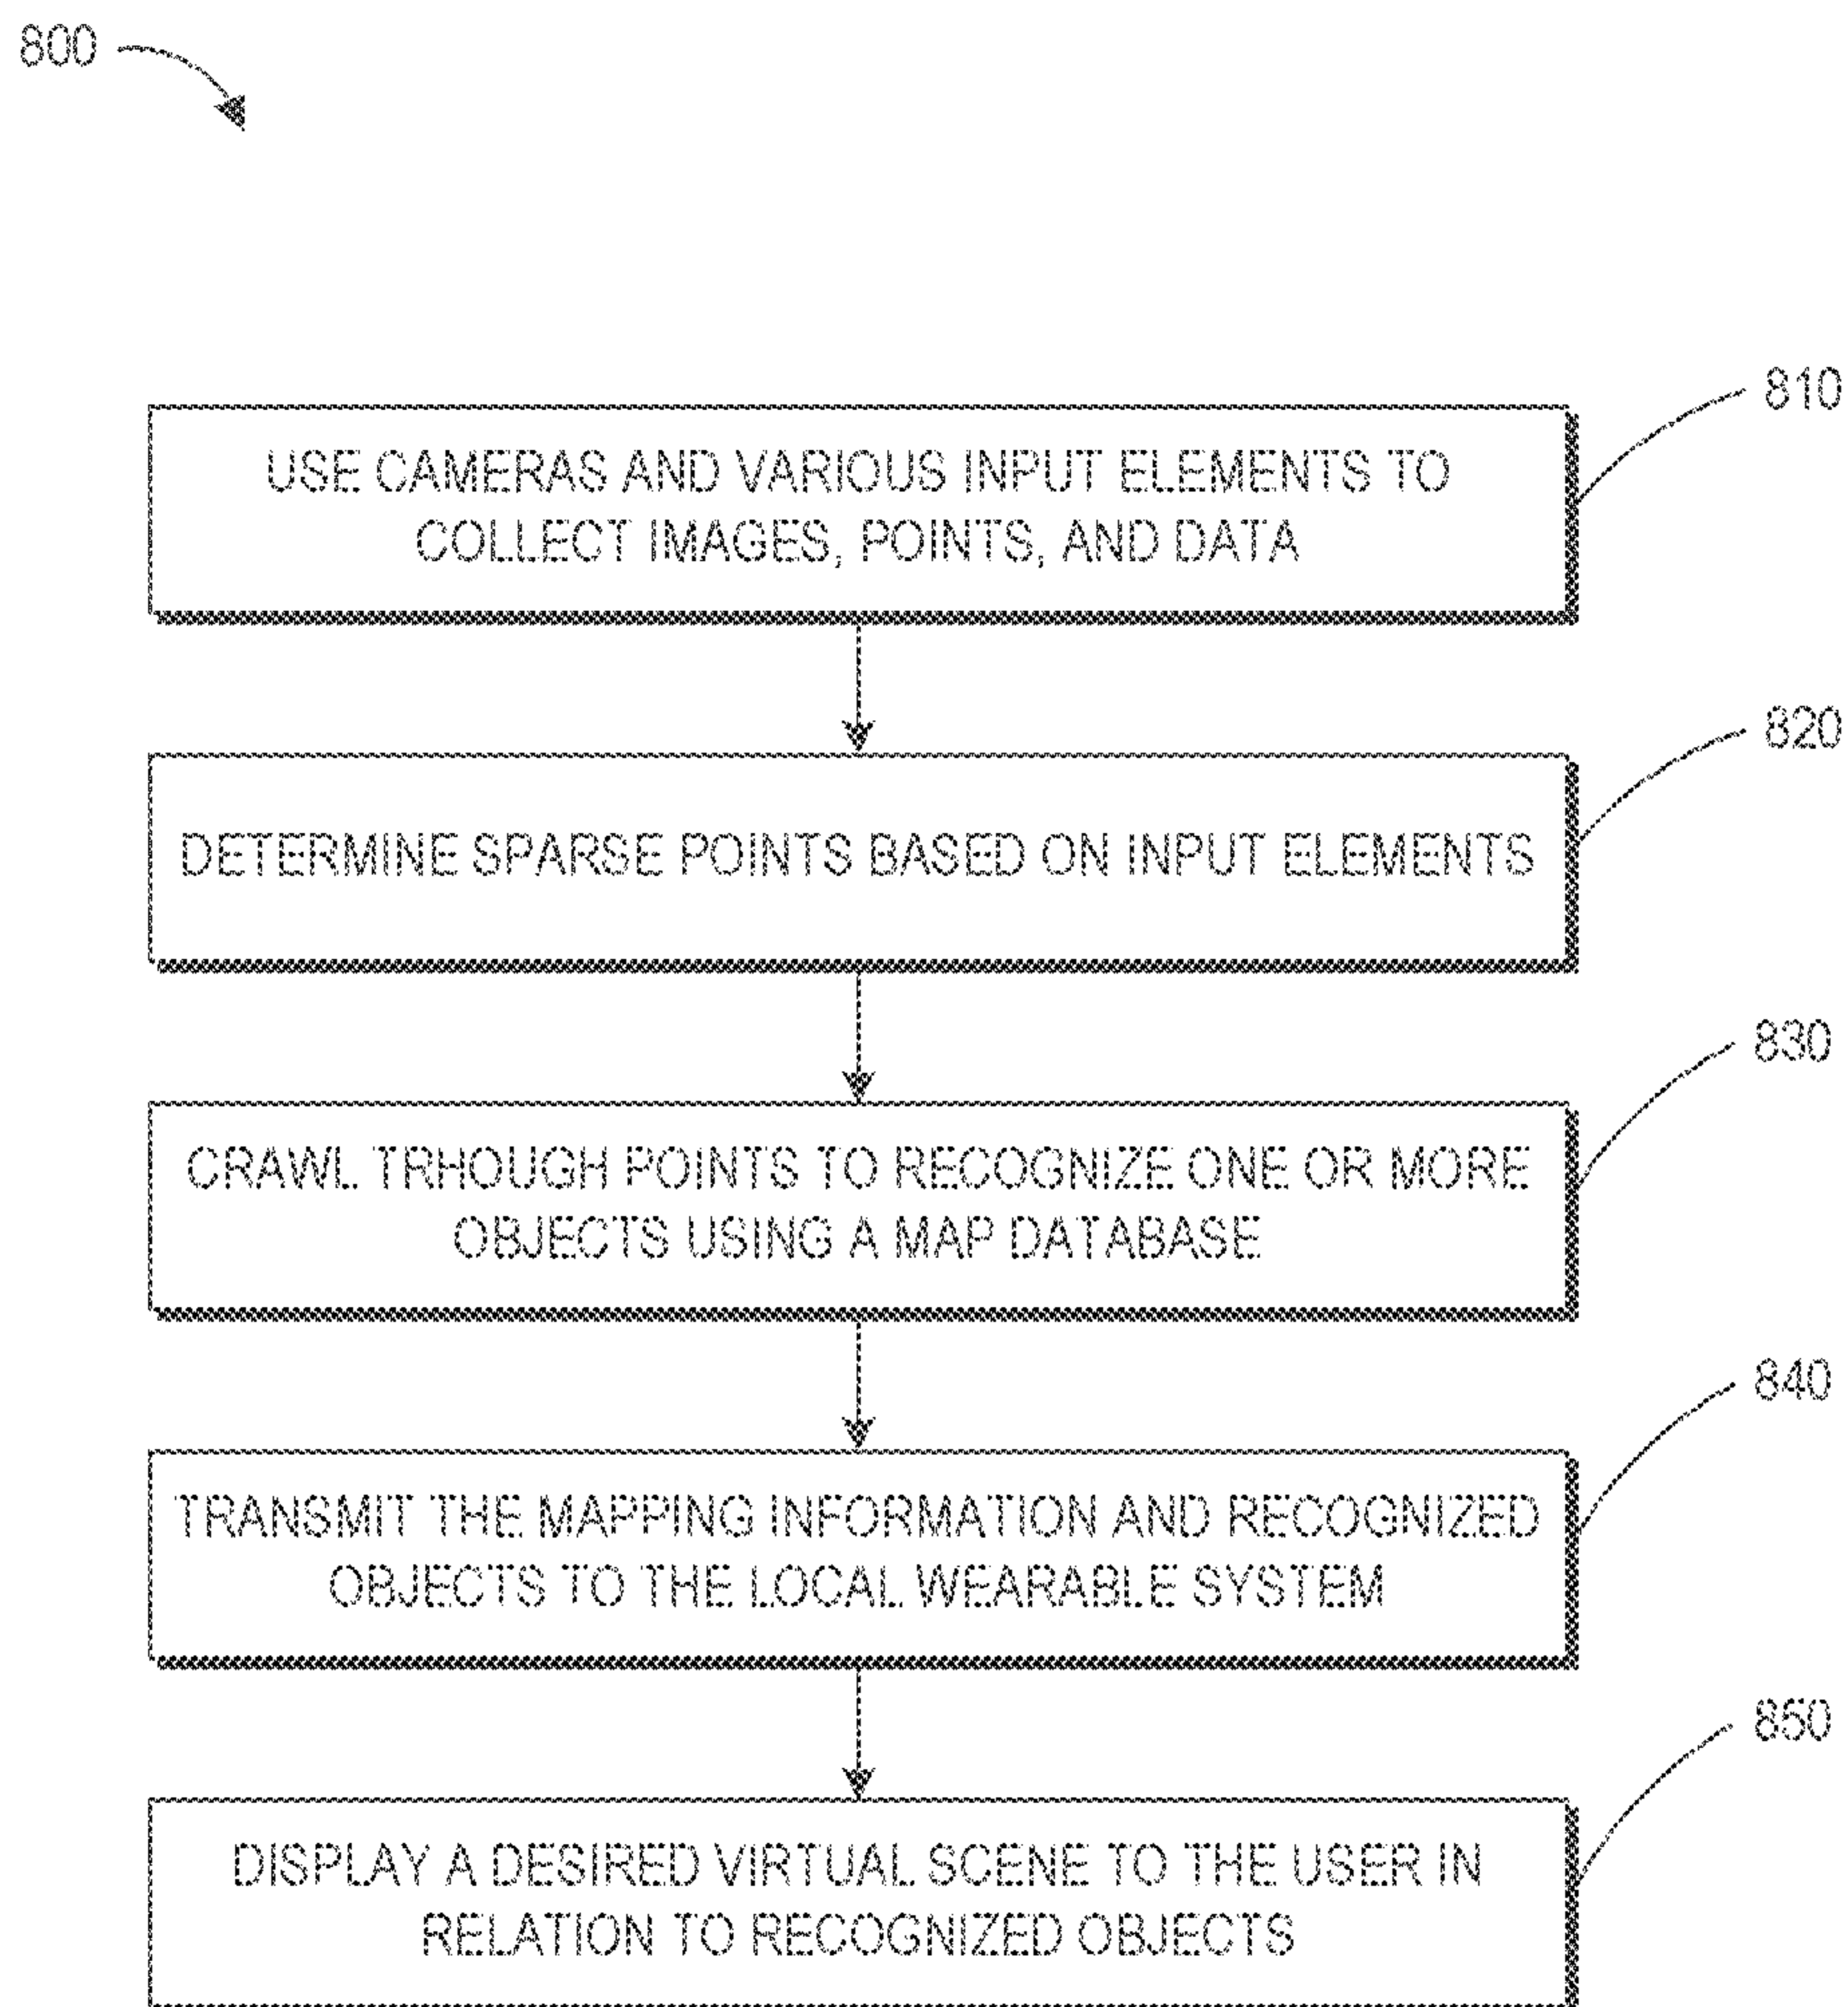 800
810
USE CAMERAS AND VARIOUS INPUT ELEMENTS TO
COLLECT IMAGES, POINTS, AND DATA
820
DETERMINE SPARSE POINTS BASED ON INPUT ELEMENTS
830
CRAWL TRHOUGH POINTS TO RECOGNIZE ONE OR MORE
OBJECTS USING A MAP DATABASE
840
TRANSMIT THE MAPPING INFORMATION AND RECOGNIZED
OBJECTS TO THE LOCAL WEARABLE SYSTEM
850
DISPLAY A DESIRED VIRTUAL SCENE TO THE USER IN
RELATION TO RECOGNIZED OBJECTS